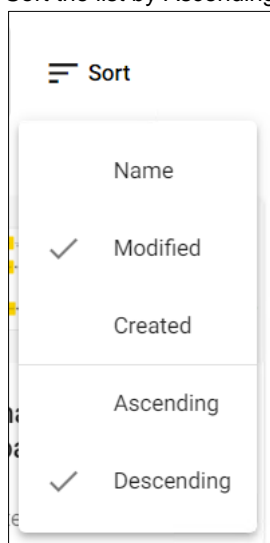 Sort the list by Ascending
Sort
Name
Modified
Created
Ascending
Descending